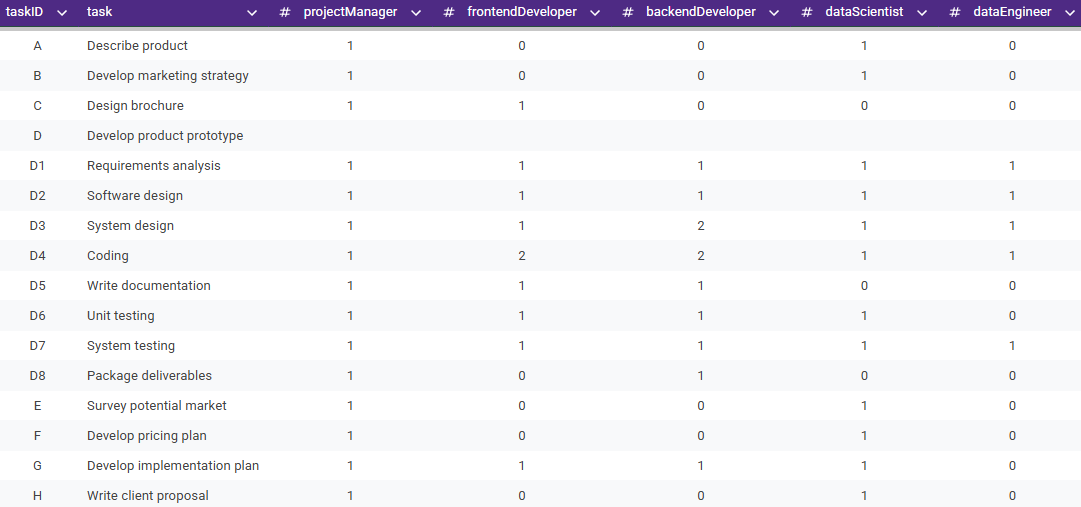 taskID task # projectManager # frontendDeveloper # backendDeveloper # dataScientist # dataEngineer
A Describe product 1 0 0 1 0
B Develop marketing strategy 1 0 0 1 0
C Design brochure 1 1 0 0 0
D Develop product prototype
D1 Requirements analysis 1 1 1 1 1
D2 Software design 1 1 1 1 1
D3 System design 1 1 2 1 1
D4 Coding 1 2 2 1 1
D5 Write documentation 1 1 1 0 0
D6 Unit testing 1 1 1 1 0
D7 System testing 1 1 1 1 1
D8 Package deliverables 1 0 1 0 0
E Survey potential market 1 0 0 1 0
F Develop pricing plan 1 0 0 1 0
G Develop implementation plan 1 1 1 1 0
H Write client proposal 1 0 0 1 0